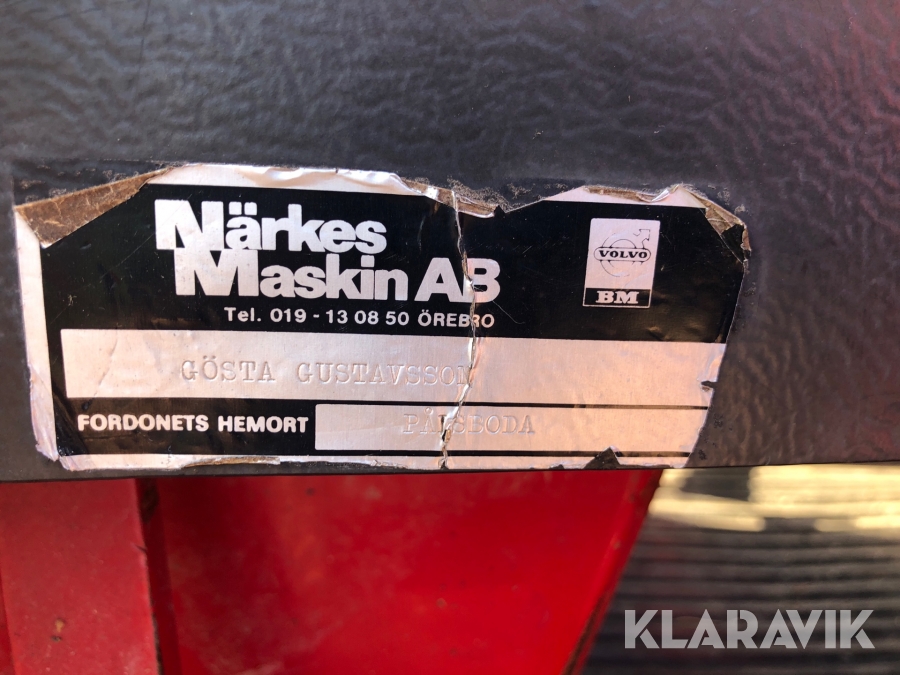 Närkes
Maskin AB
VOLVO
BM
Tel. 019 - 13 08 50 ÖREBRO
GÖSTA GUSTAVSSON
FORDONETS HEMORT PÅLSBODA
KLARAVIK